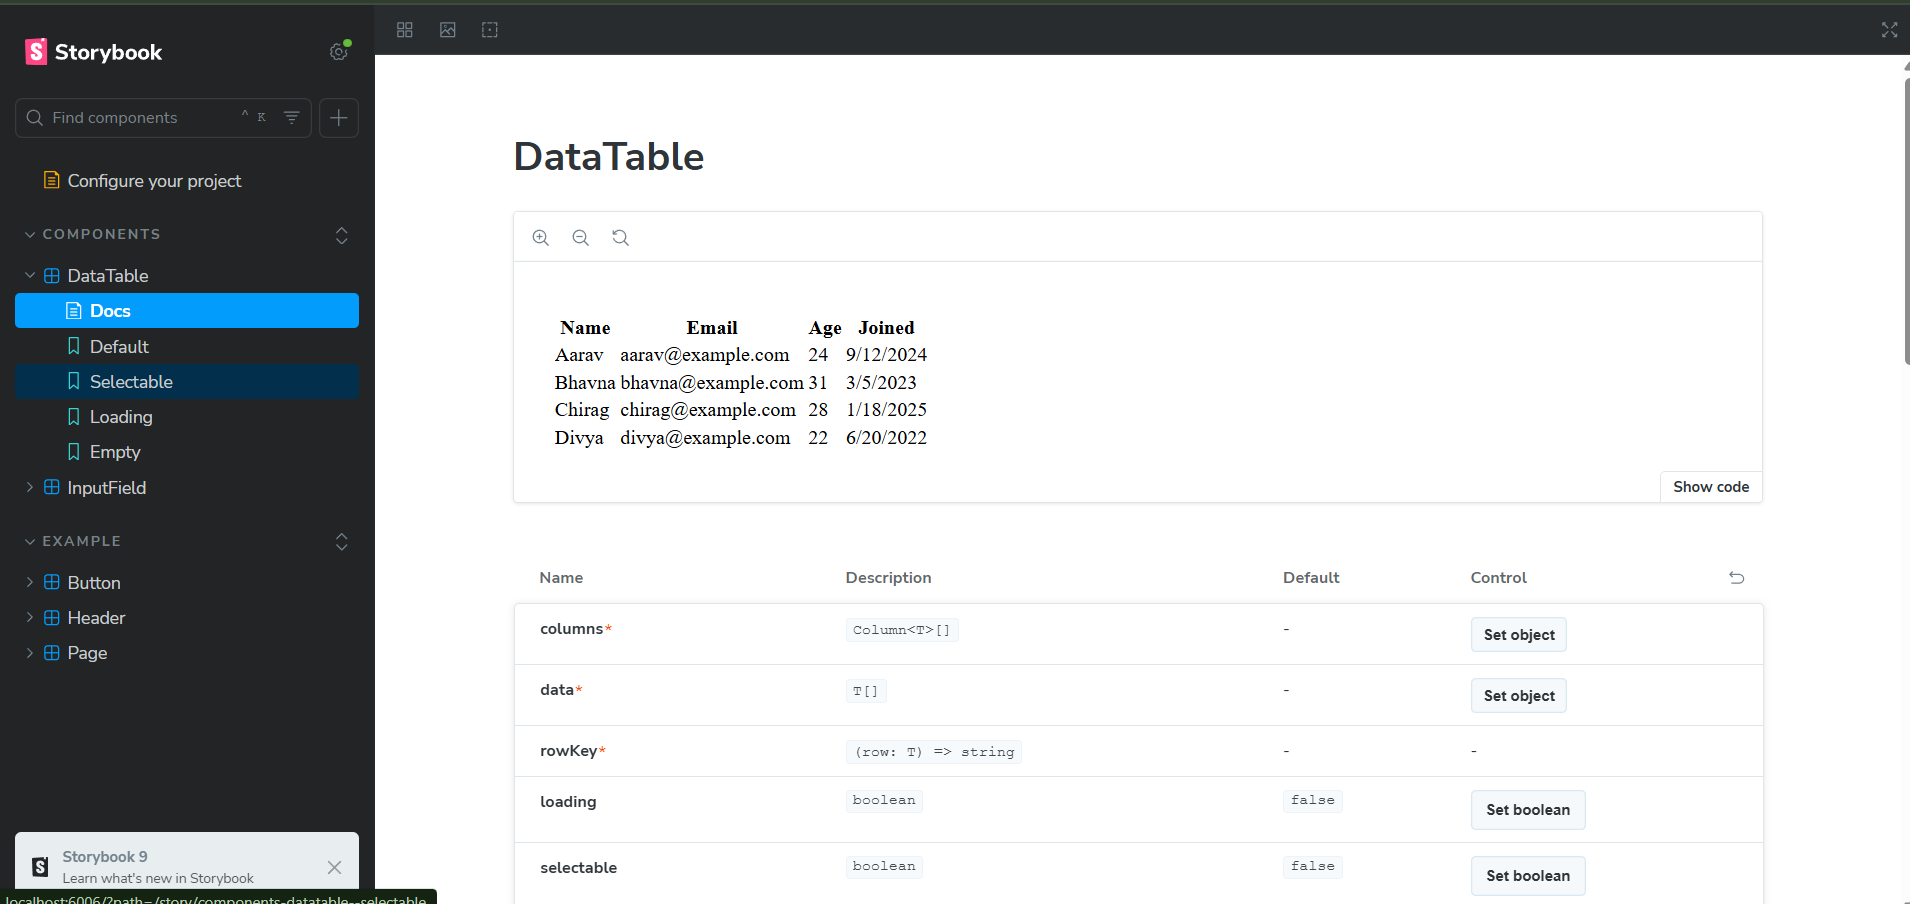 Storybook
Find components
^ K
Configure your project
COMPONENTS
DataTable
Docs
Default
Selectable
Loading
Empty
InputField
EXAMPLE
Button
Header
Page
Storybook 9
Learn what's new in Storybook
localhost:6006/?path=/story/components-datatable--selectable
DataTable
Name Email Age Joined
Aarav aarav@example.com 24 9/12/2024
Bhavna bhavna@example.com 31 3/5/2023
Chirag chirag@example.com 28 1/18/2025
Divya divya@example.com 22 6/20/2022
Show code
Name Description Default Control
columns* Column<T>[] - Set object
data* T[] - Set object
rowKey* (row: T) => string - -
loading boolean false Set boolean
selectable boolean false Set boolean